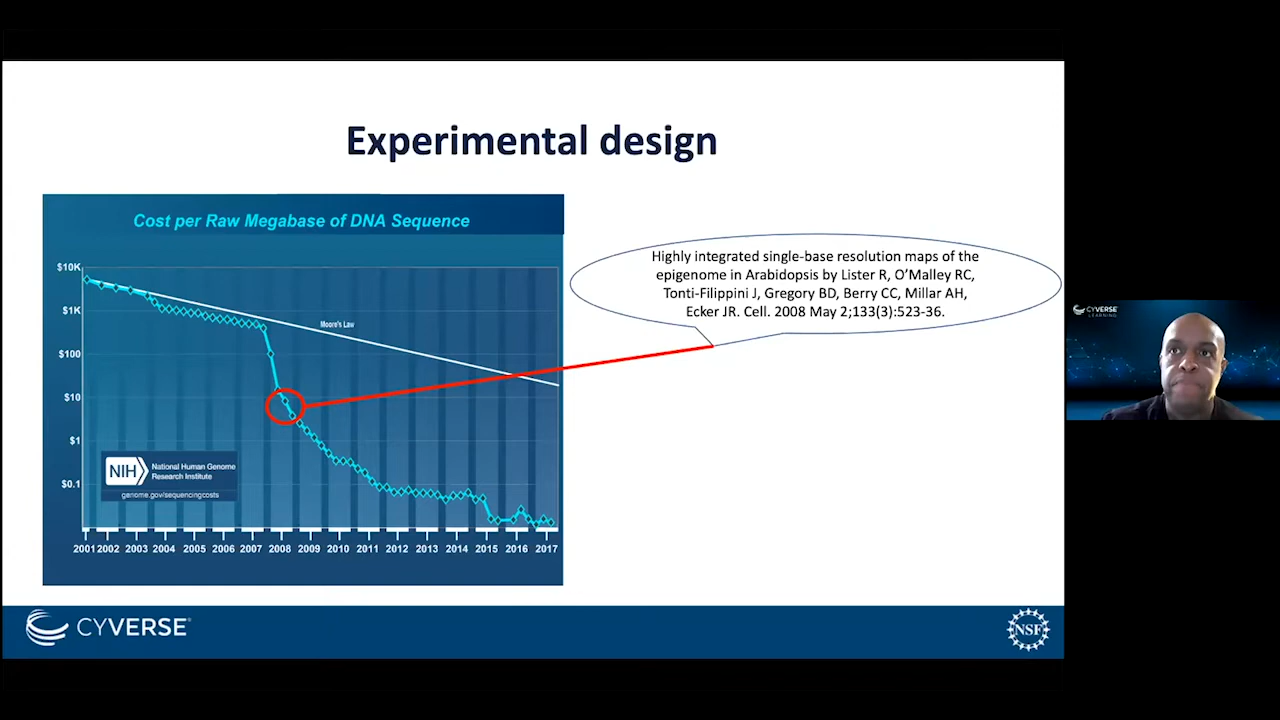 Experimental design
Cost per Raw Megabase of DNA Sequence
$10K
$1K
$100
$10
$1
$0.1
Moore's Law
NIH
National Human Genome
Research Institute
genome.gov/sequencingcosts
2001 2002 2003 2004 2005 2006 2007 2008 2009 2010 2011 2012 2013 2014 2015 2016 2017
Highly integrated single-base resolution maps of the
epigenome in Arabidopsis by Lister R, O’Malley RC,
Tonti-Filippini J, Gregory BD, Berry CC, Millar AH,
Ecker JR. Cell. 2008 May 2;133(3):523-36.
CYVERSE
LEARNING
CYVERSE®
NSF